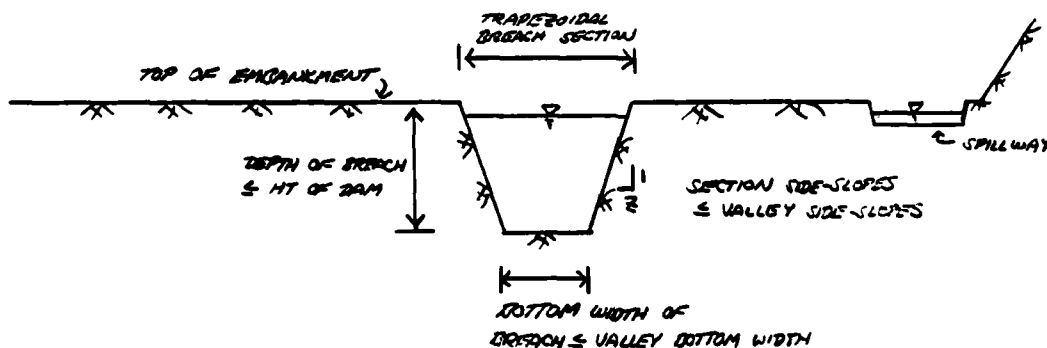 TRAPEZOIDAL
BREACH SECTION
TOP OF EMBANKMENT
SPILLWAY
DEPTH OF BREACH
≤ HT OF DAM
1
Z
SECTION SIDE-SLOPES
≤ VALLEY SIDE-SLOPES
BOTTOM WIDTH OF
BREACH ≤ VALLEY BOTTOM WIDTH